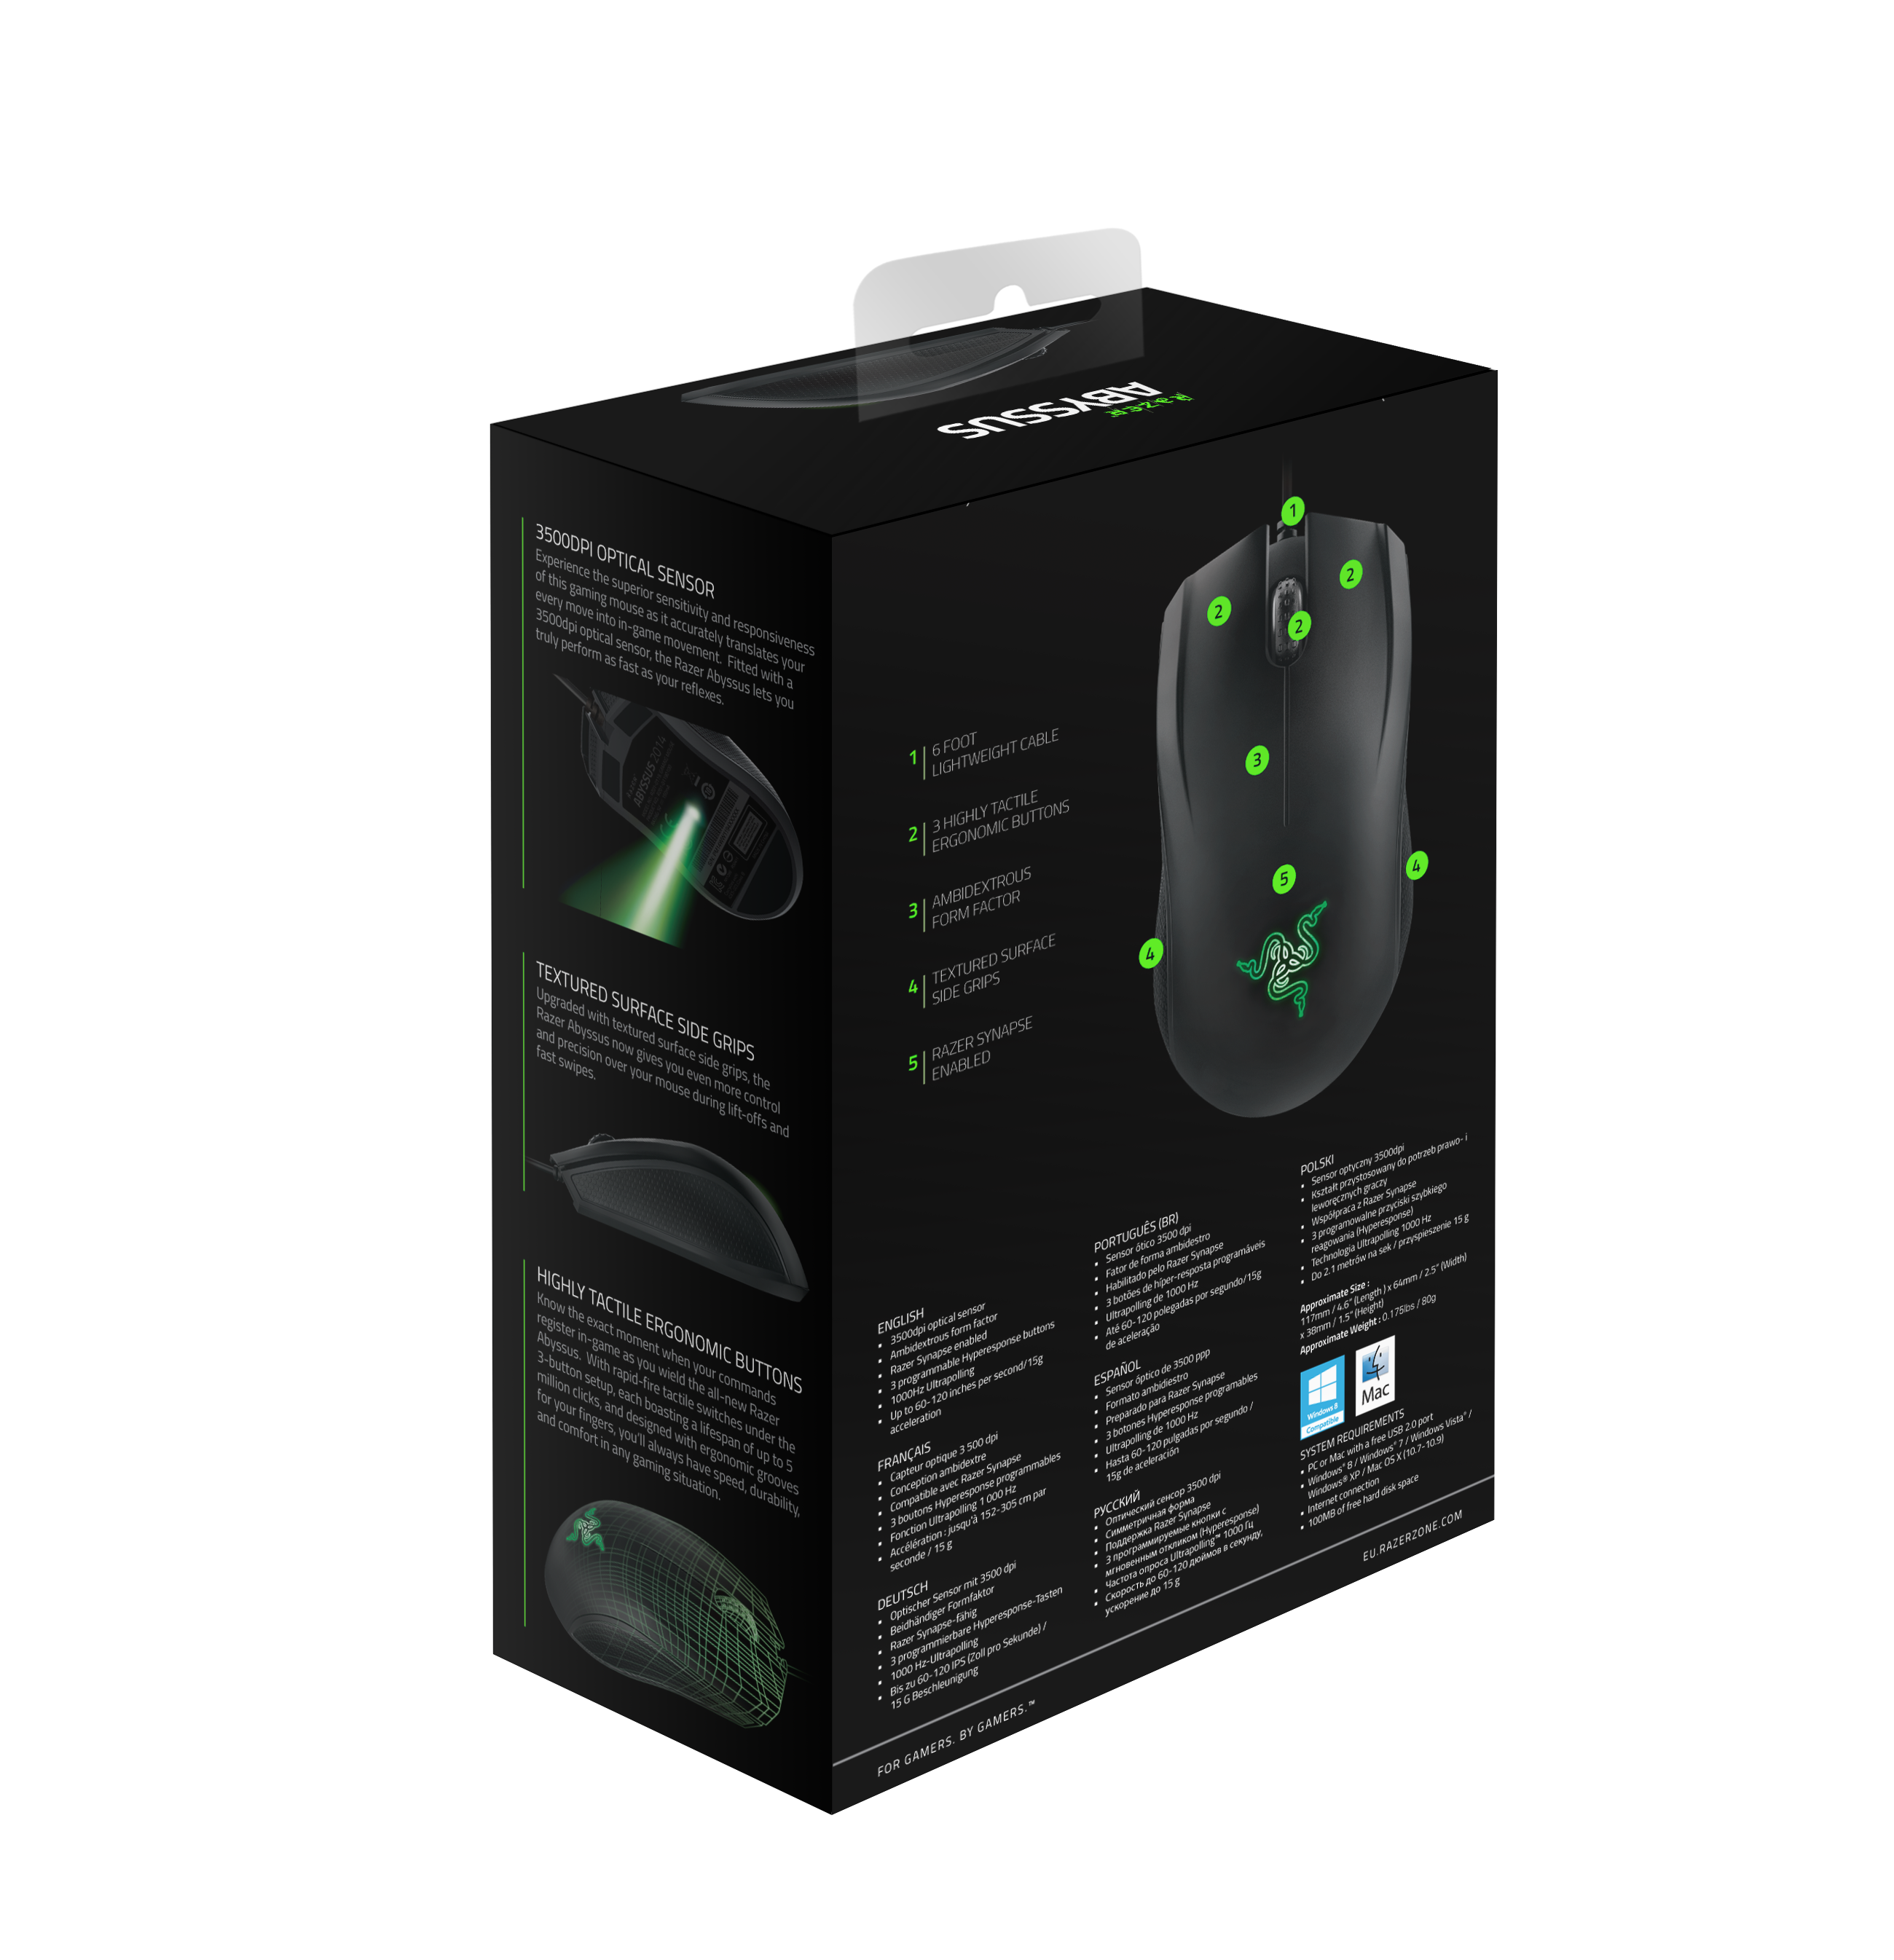 RAZER
ABYSSUS
3500DPI OPTICAL SENSOR
Experience the superior sensitivity and responsiveness
of this gaming mouse as it accurately translates your
every move into in-game movement. Fitted with a
3500dpi optical sensor, the Razer Abyssus lets you
truly perform as fast as your reflexes.
RAZER
ABYSSUS 2014
TEXTURED SURFACE SIDE GRIPS
Upgraded with textured surface side grips, the
Razer Abyssus now gives you even more control
and precision over your mouse during lift-offs and
fast swipes.
HIGHLY TACTILE ERGONOMIC BUTTONS
Know the exact moment when your commands
register in-game as you wield the all-new Razer
Abyssus. With rapid-fire tactile switches under the
3-button setup, each boasting a lifespan of up to 5
million clicks, and designed with ergonomic grooves
for your fingers, you'll always have speed, durability,
and comfort in any gaming situation.
1
2
2
2
3
5
4
4
1 6 FOOT
LIGHTWEIGHT CABLE
2 3 HIGHLY TACTILE
ERGONOMIC BUTTONS
3 AMBIDEXTROUS
FORM FACTOR
4 TEXTURED SURFACE
SIDE GRIPS
5 RAZER SYNAPSE
ENABLED
ENGLISH
• 3500dpi optical sensor
• Ambidextrous form factor
• Razer Synapse enabled
• 3 programmable Hyperesponse buttons
• 1000Hz Ultrapolling
• Up to 60-120 inches per second/15g
acceleration
FRANÇAIS
• Capteur optique 3 500 dpi
• Conception ambidextre
• Compatible avec Razer Synapse
• 3 boutons Hyperesponse programmables
• Fonction Ultrapolling 1 000 Hz
• Accélération : jusqu'à 152-305 cm par
seconde / 15 g
DEUTSCH
• Optischer Sensor mit 3500 dpi
• Beidhändiger Formfaktor
• Razer Synapse-fähig
• 3 programmierbare Hyperesponse-Tasten
• 1000 Hz-Ultrapolling
• Bis zu 60-120 IPS (Zoll pro Sekunde) /
15 G Beschleunigung
PORTUGUÊS (BR)
• Sensor ótico 3500 dpi
• Fator de forma ambidestro
• Habilitado pelo Razer Synapse
• 3 botões de híper-resposta programáveis
• Ultrapolling de 1000 Hz
• Até 60-120 polegadas por segundo/15g
de aceleração
ESPAÑOL
• Sensor óptico de 3500 ppp
• Formato ambidiestro
• Preparado para Razer Synapse
• 3 botones Hyperesponse programables
• Ultrapolling de 1000 Hz
• Hasta 60-120 pulgadas por segundo /
15g de aceleración
РУССКИЙ
• Оптический сенсор 3500 dpi
• Симметричная форма
• Поддержка Razer Synapse
• 3 программируемые кнопки с
мгновенным откликом (Hyperesponse)
• Частота опроса Ultrapolling™ 1000 Гц
• Скорость до 60-120 дюймов в секунду,
ускорение до 15 g
POLSKI
• Sensor optyczny 3500dpi
• Kształt przystosowany do potrzeb prawo- i
leworęcznych graczy
• Współpraca z Razer Synapse
• 3 programowalne przyciski szybkiego
reagowania (Hyperesponse)
• Technologia Ultrapolling 1000 Hz
• Do 2.1 metrów na sek / przyspieszenie 15 g
Approximate Size :
117mm / 4.6" (Length ) x 64mm / 2.5" (Width)
x 38mm / 1.5" (Height)
Approximate Weight : 0.175lbs / 80g
Windows 8
Compatible
Mac
SYSTEM REQUIREMENTS
• PC or Mac with a free USB 2.0 port
• Windows® 8 / Windows® 7 / Windows Vista® /
Windows® XP / Mac OS X (10.7-10.9)
• Internet connection
• 100MB of free hard disk space
FOR GAMERS. BY GAMERS.™
EU.RAZERZONE.COM